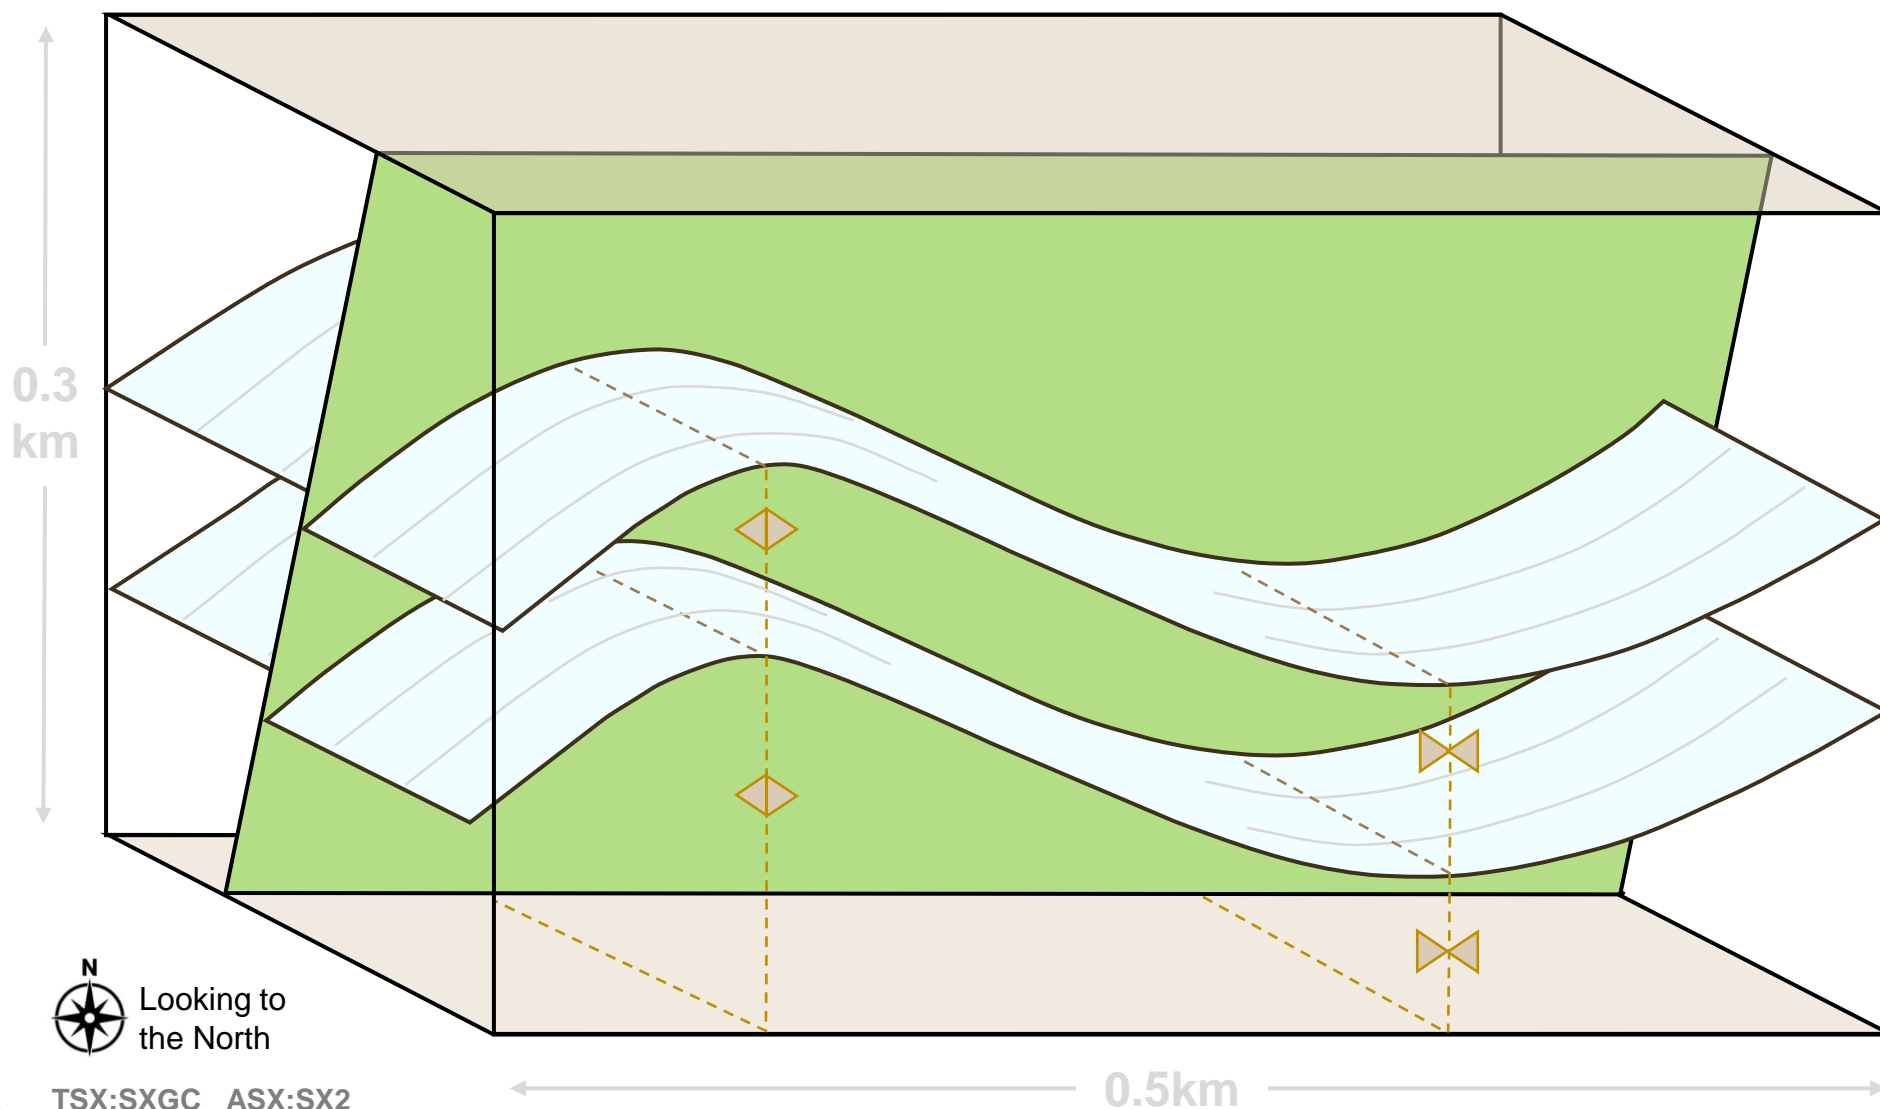 0.3
km
N
Looking to
the North
TSX:SXGC ASX:SX2
0.5km